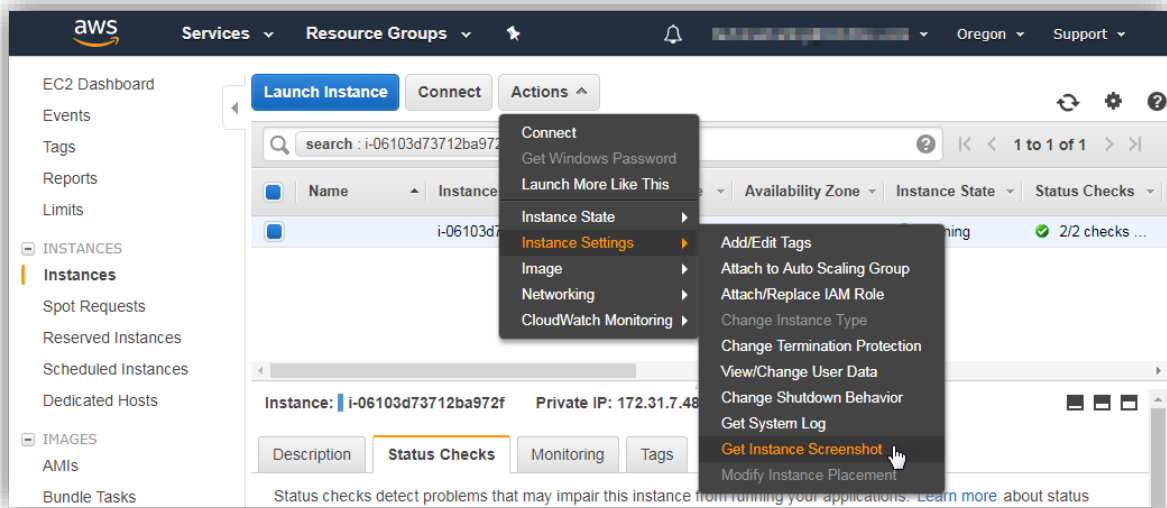 aws Services Resource Groups Oregon Support
EC2 Dashboard
Events
Tags
Reports
Limits
INSTANCES
Instances
Spot Requests
Reserved Instances
Scheduled Instances
Dedicated Hosts
IMAGES
AMIs
Bundle Tasks
Launch Instance Connect Actions
search : i-06103d73712ba972 1 to 1 of 1
Name Instance Availability Zone Instance State Status Checks
i-06103d7 2/2 checks ...
Connect
Get Windows Password
Launch More Like This
Instance State
Instance Settings
Image
Networking
CloudWatch Monitoring
Add/Edit Tags
Attach to Auto Scaling Group
Attach/Replace IAM Role
Change Instance Type
Change Termination Protection
View/Change User Data
Change Shutdown Behavior
Get System Log
Get Instance Screenshot
Modify Instance Placement
Instance: i-06103d73712ba972f Private IP: 172.31.7.48
Description Status Checks Monitoring Tags
Status checks detect problems that may impair this instance from running your applications. Learn more about status